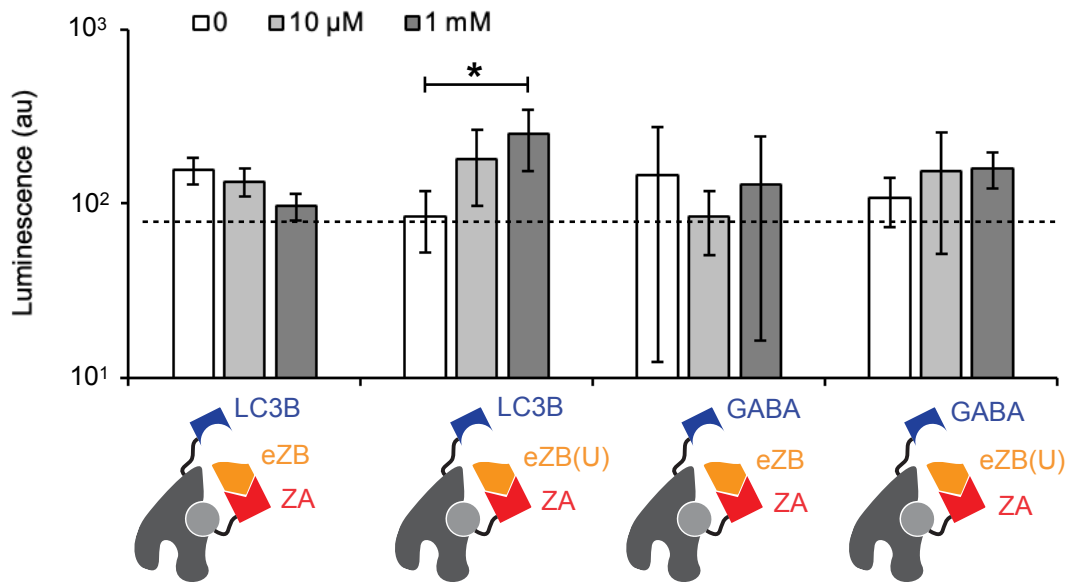 10³
0 10 µM 1 mM
*
Luminescence (au)
10²
10¹
LC3B
eZB
ZA
LC3B
eZB(U)
ZA
GABA
eZB
ZA
GABA
eZB(U)
ZA